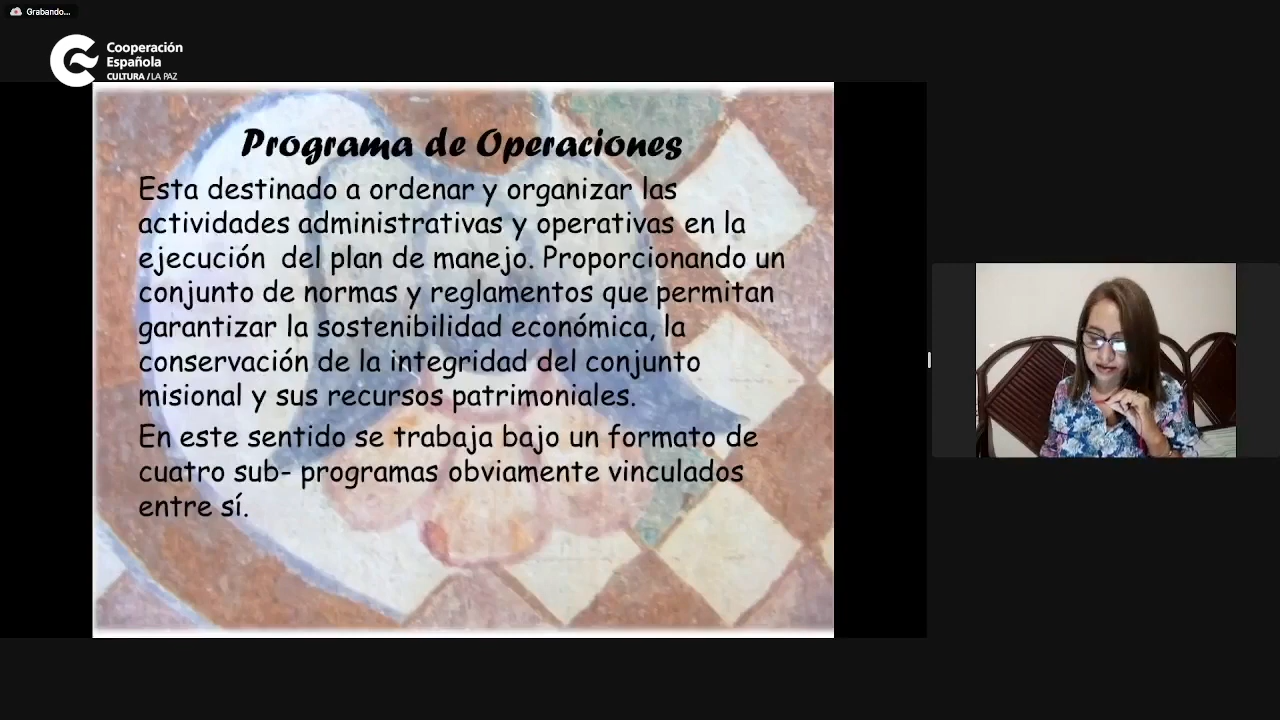 Grabando...
Cooperación
Española
CULTURA / LA PAZ
Programa de Operaciones
Esta destinado a ordenar y organizar las
actividades administrativas y operativas en la
ejecución del plan de manejo. Proporcionando un
conjunto de normas y reglamentos que permitan
garantizar la sostenibilidad económica, la
conservación de la integridad del conjunto
misional y sus recursos patrimoniales.
En este sentido se trabaja bajo un formato de
cuatro sub- programas obviamente vinculados
entre sí.